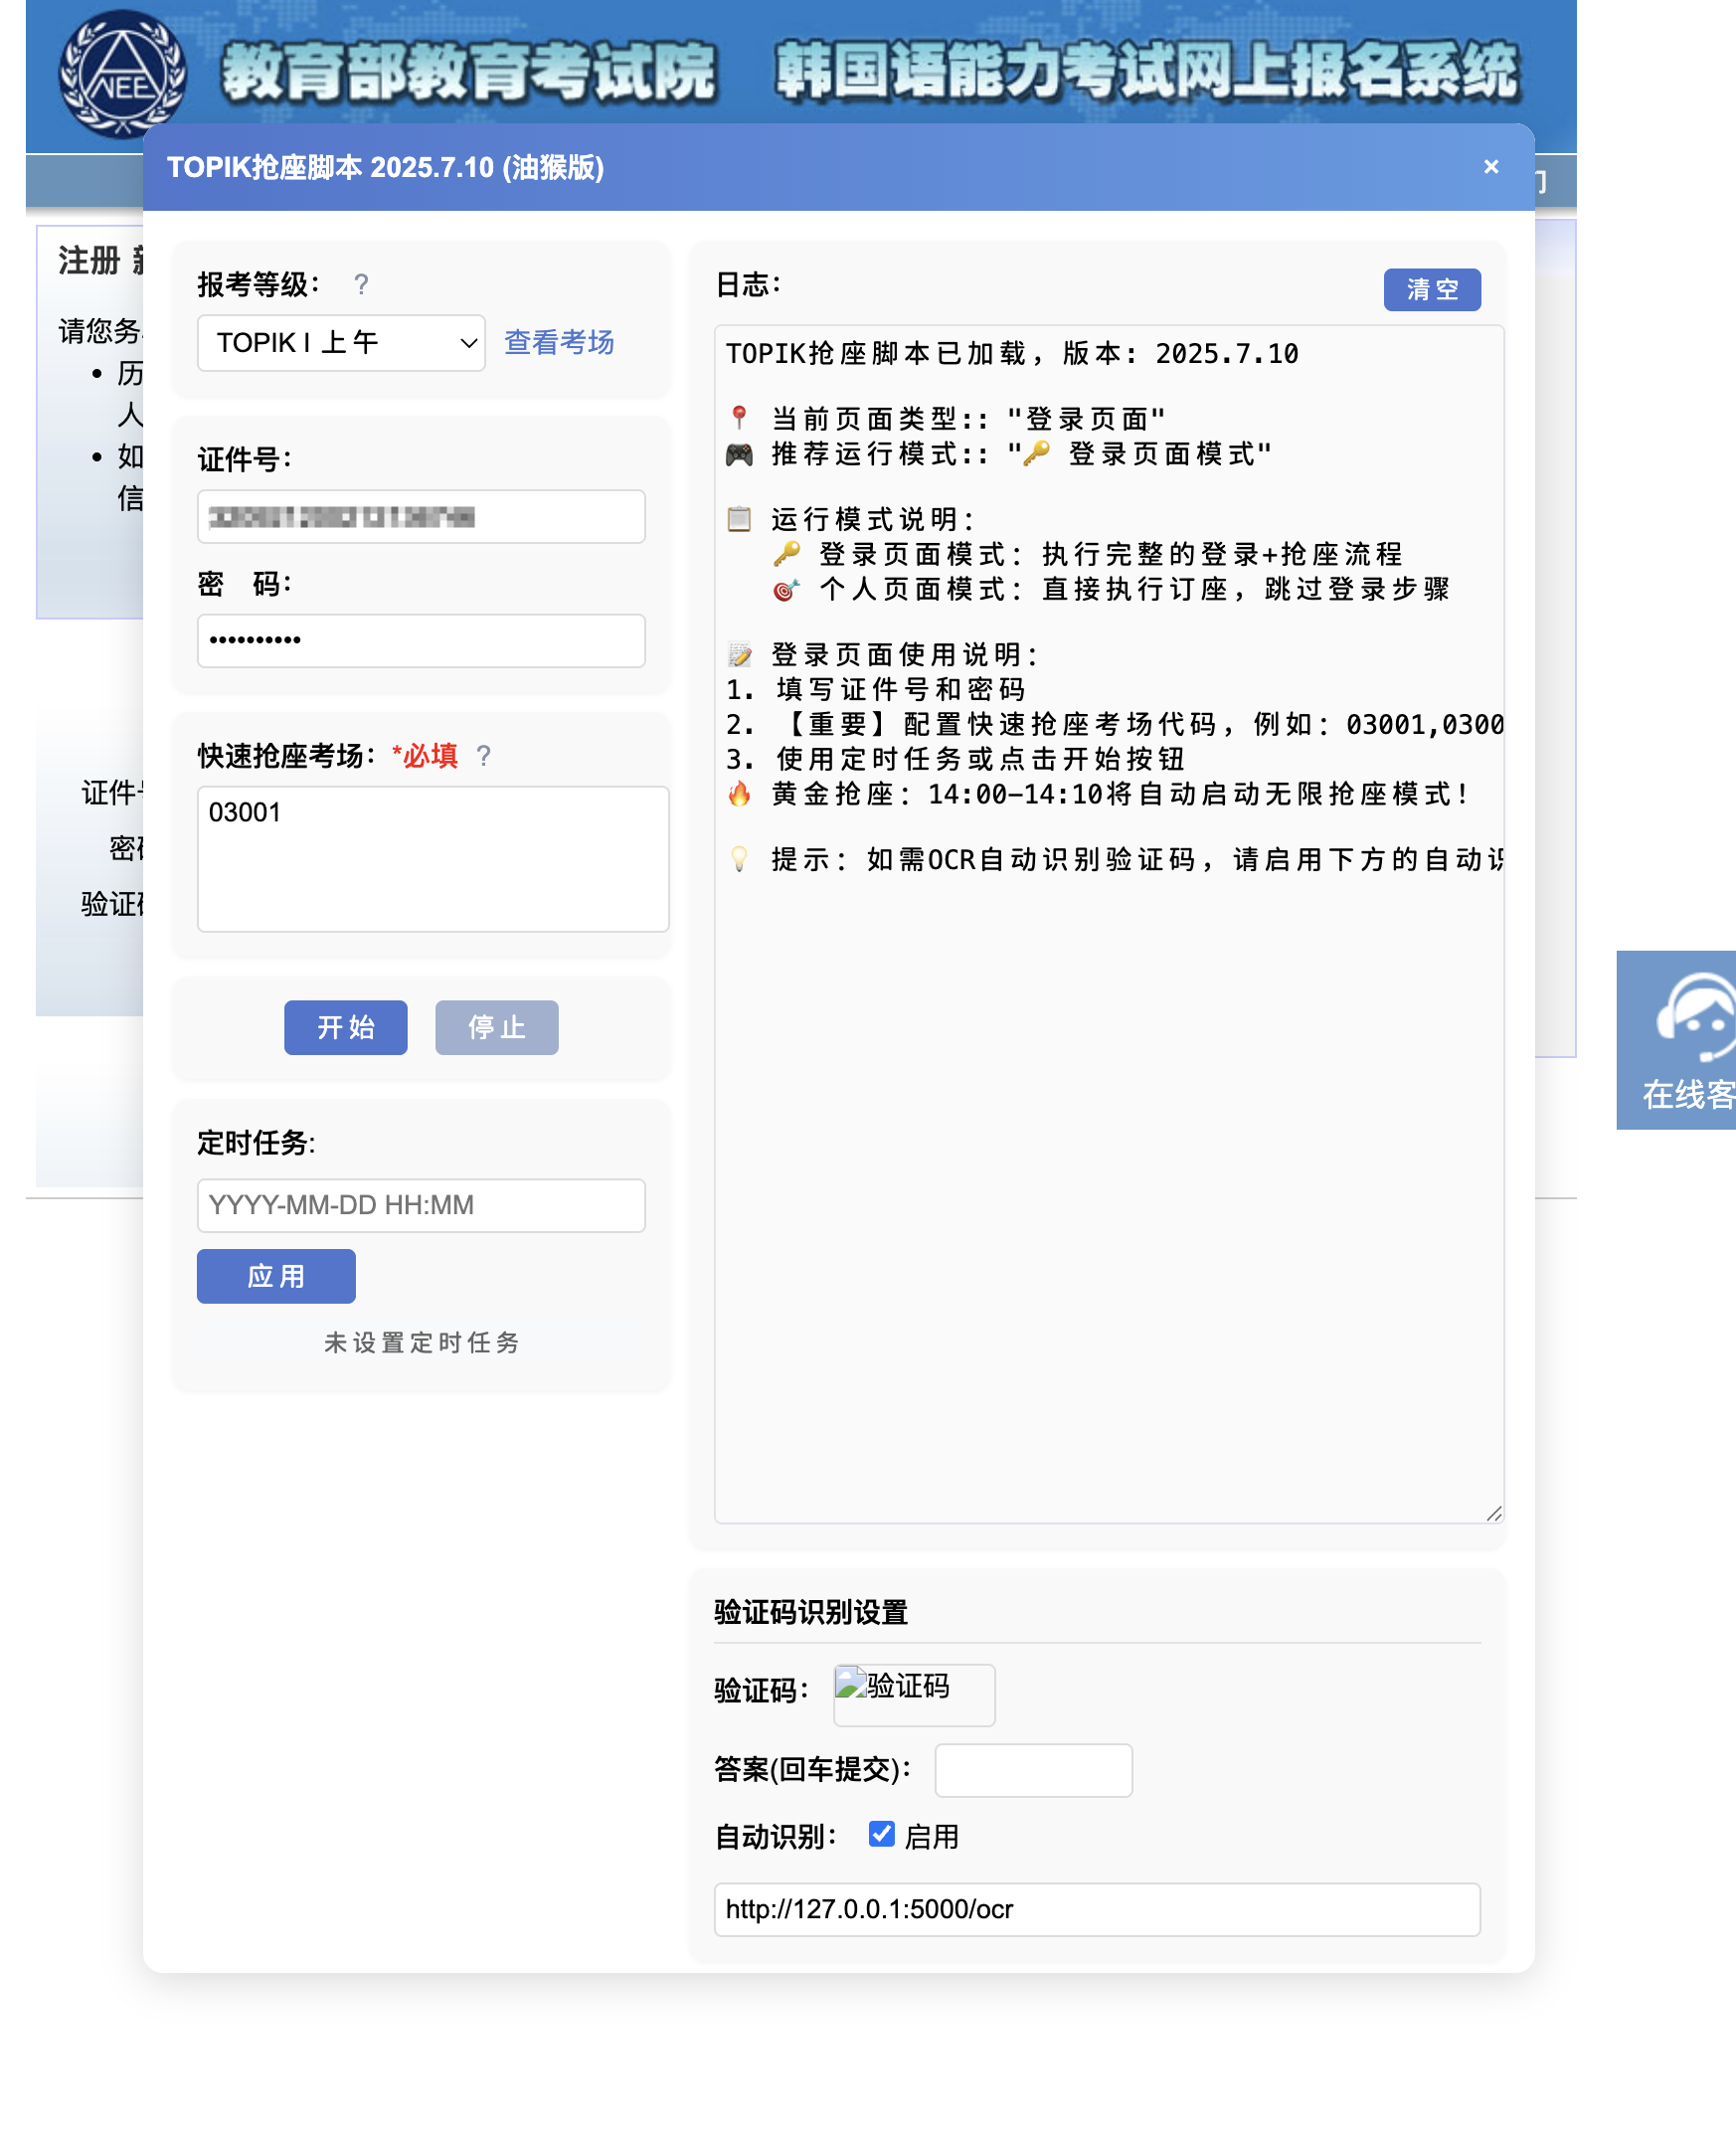 NEEA
教育部教育考试院 韩国语能力考试网上报名系统
TOPIK抢座脚本 2025.7.10 (油猴版)
×
注册
请您务
历
人
如
信
证件
密
验证
报考等级： ?
TOPIK I 上午
查看考场
证件号：
密 码：
••••••••••
快速抢座考场：*必填 ?
03001
开始
停止
定时任务:
YYYY-MM-DD HH:MM
应用
未设置定时任务
日志：
清空
TOPIK抢座脚本已加载，版本: 2025.7.10
📍 当前页面类型:: "登录页面"
🎮 推荐运行模式:: "🔑 登录页面模式"
📋 运行模式说明：
🔑 登录页面模式: 执行完整的登录+抢座流程
🎯 个人页面模式: 直接执行订座，跳过登录步骤
📝 登录页面使用说明：
1. 填写证件号和密码
2. 【重要】配置快速抢座考场代码，例如：03001,0300
3. 使用定时任务或点击开始按钮
🔥 黄金抢座：14:00-14:10将自动启动无限抢座模式！
💡 提示：如需OCR自动识别验证码，请启用下方的自动识
验证码识别设置
验证码： 验证码
答案(回车提交)：
自动识别： 启用
http://127.0.0.1:5000/ocr
在线客